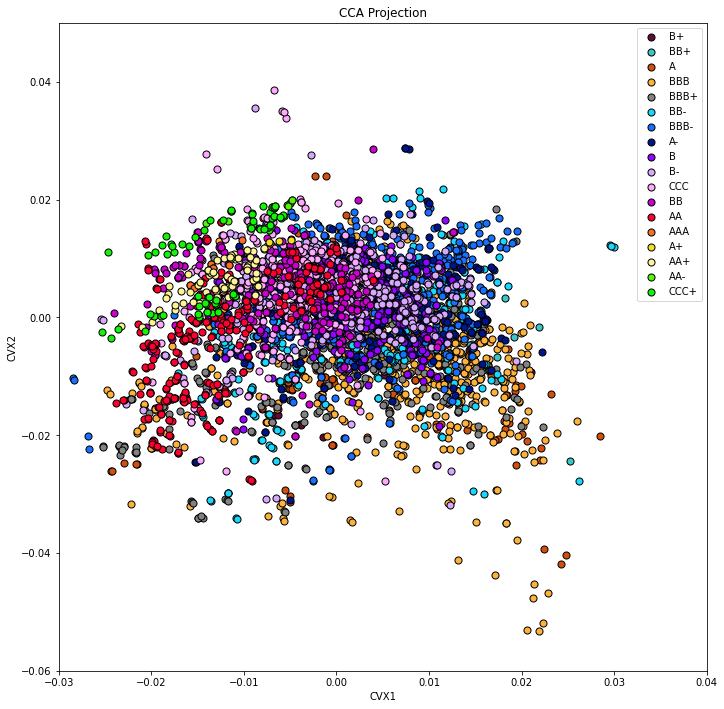 CCA Projection
B+
BB+
A
BBB
BBB+
BB-
BBB-
A-
B
B-
CCC
BB
AA
AAA
A+
AA+
AA-
CCC+
0.04
0.02
0.00
−0.02
−0.04
−0.06
CVX2
−0.03
−0.02
−0.01
0.00
0.01
0.02
0.03
0.04
CVX1